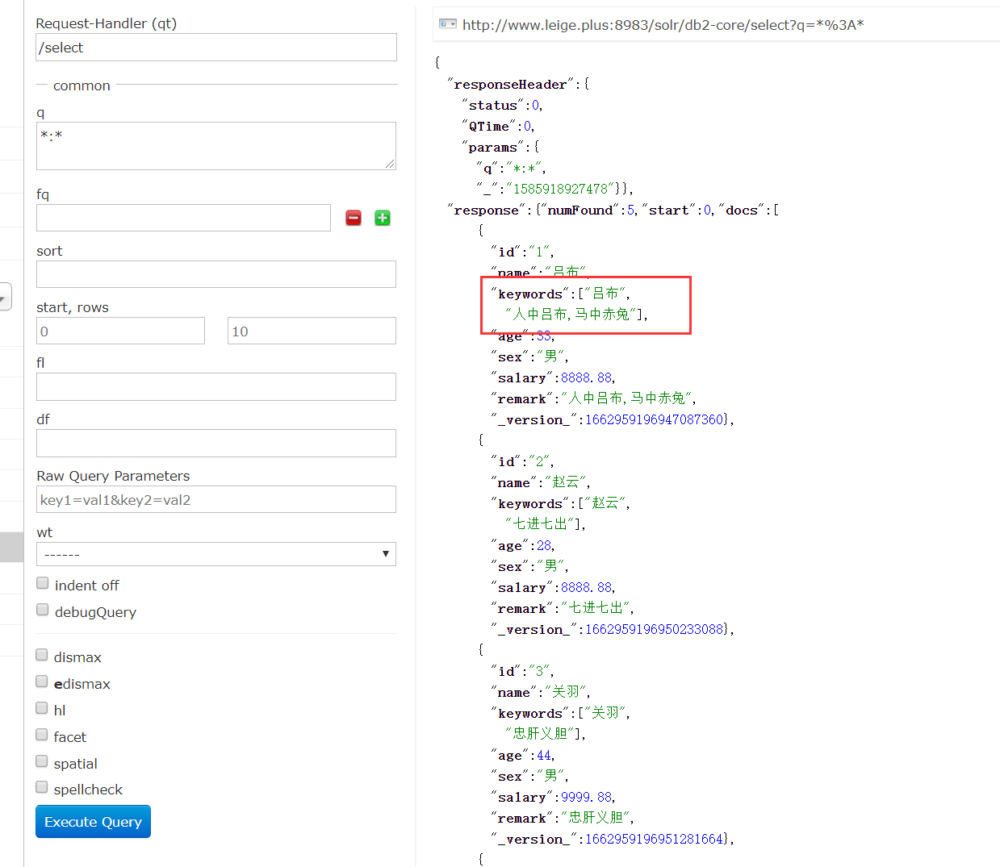 Request-Handler (qt)
/select
common
q
*:*
fq
sort
start, rows
0
10
fl
df
Raw Query Parameters
key1=val1&key2=val2
wt
------
indent off
debugQuery
dismax
edismax
hl
facet
spatial
spellcheck
Execute Query
http://www.leige.plus:8983/solr/db2-core/select?q=*%3A*
{
"responseHeader":{
"status":0,
"QTime":0,
"params":{
"q":"*:*",
"_":"1585918927478"}},
"response":{"numFound":5,"start":0,"docs":[
{
"id":"1",
"name":"吕布",
"keywords":["吕布",
"人中吕布,马中赤兔"],
"age":33,
"sex":"男",
"salary":8888.88,
"remark":"人中吕布,马中赤兔",
"_version_":1662959196947087360},
{
"id":"2",
"name":"赵云",
"keywords":["赵云",
"七进七出"],
"age":28,
"sex":"男",
"salary":8888.88,
"remark":"七进七出",
"_version_":1662959196950233088},
{
"id":"3",
"name":"关羽",
"keywords":["关羽",
"忠肝义胆"],
"age":44,
"sex":"男",
"salary":9999.88,
"remark":"忠肝义胆",
"_version_":1662959196951281664},
{